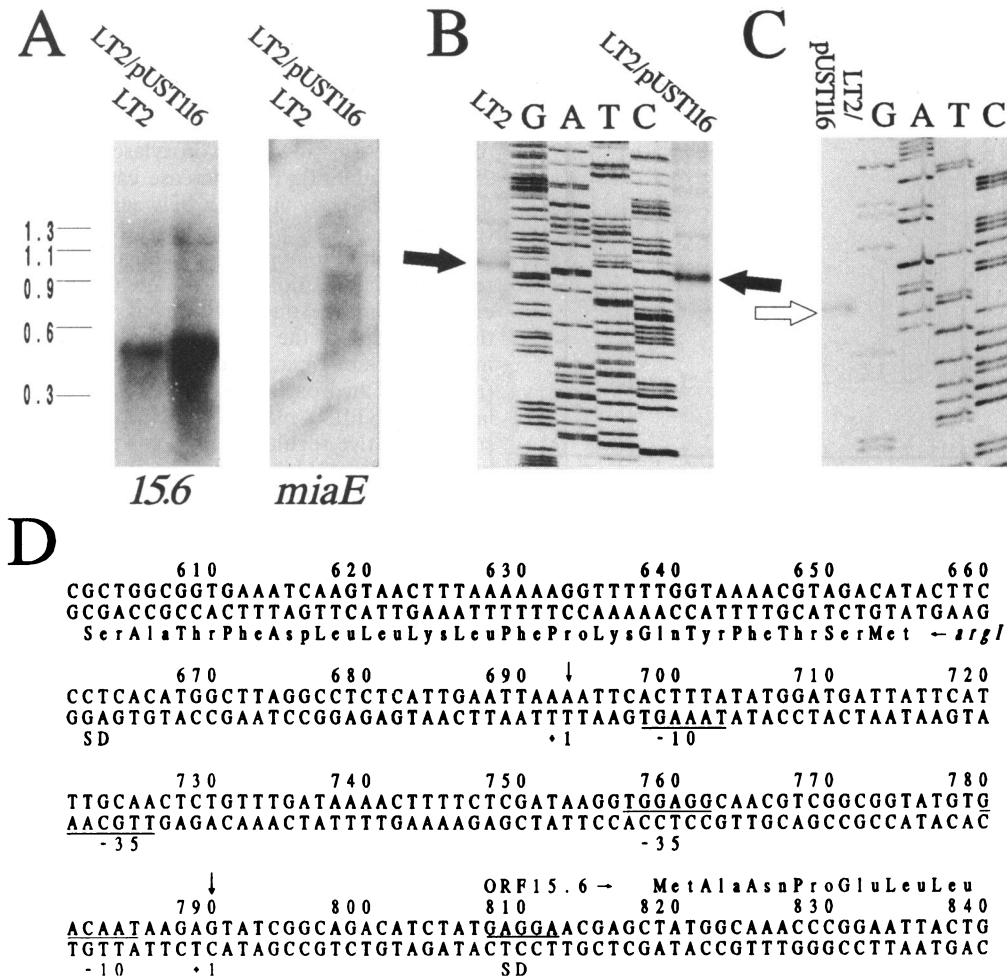 A
LT2
LT2/pUST116
LT2
LT2/pUST116
1.3
1.1
0.9
0.6
0.3
15.6
miaE
B
LT2
G A T C
LT2/pUST116
C
LT2/
pUST116
G A T C
D
610 620 630 640 650 660
CGCTGGCGGTGAAATCAAGTAACTTTAAAAAAGGTTTTTGGTAAAACGTAGACATACTTC
GCGACCGCCACTTTAGTTCATTGAAATTTTTTCCAAAAACCATTTTGCATCTGTATGAAG
SerAlaThrPheAspLeuLeuLysLeuPheProLysGlnTyrPheThrSerMet ←argI
670 680 690 ↓ 700 710 720
CCTCACATGGCTTAGGCCTCTCATTGAATTAAAATTCACTTTATATGGATGATTATTCAT
GGAGTGTACCGAATCCGGAGAGTAACTTAATTTTAAGTGAAATATACCTACTAATAAGTA
SD +1 -10
730 740 750 760 770 780
TTGCAACTCTGTTTGATAAAACTTTTCTCGATAAGGTGGAGGCAACGTCGGCGGTATGTG
AACGTTGAGACAAACTATTTTGAAAAGAGCTATTCCACCTCCGTTGCAGCCGCCATACAC
-35 -35
↓ ORF15.6→ MetAlaAsnProGluLeuLeu
790 800 810 820 830 840
ACAATAAGAGTATCGGCAGACATCTATGAGGAACGAGCTATGGCAAACCCGGAATTACTG
TGTTATTCTCATAGCCGTCTGTAGATACTCCTTGCTCGATACCGTTTGGGCCTTAATGAC
-10 +1 SD